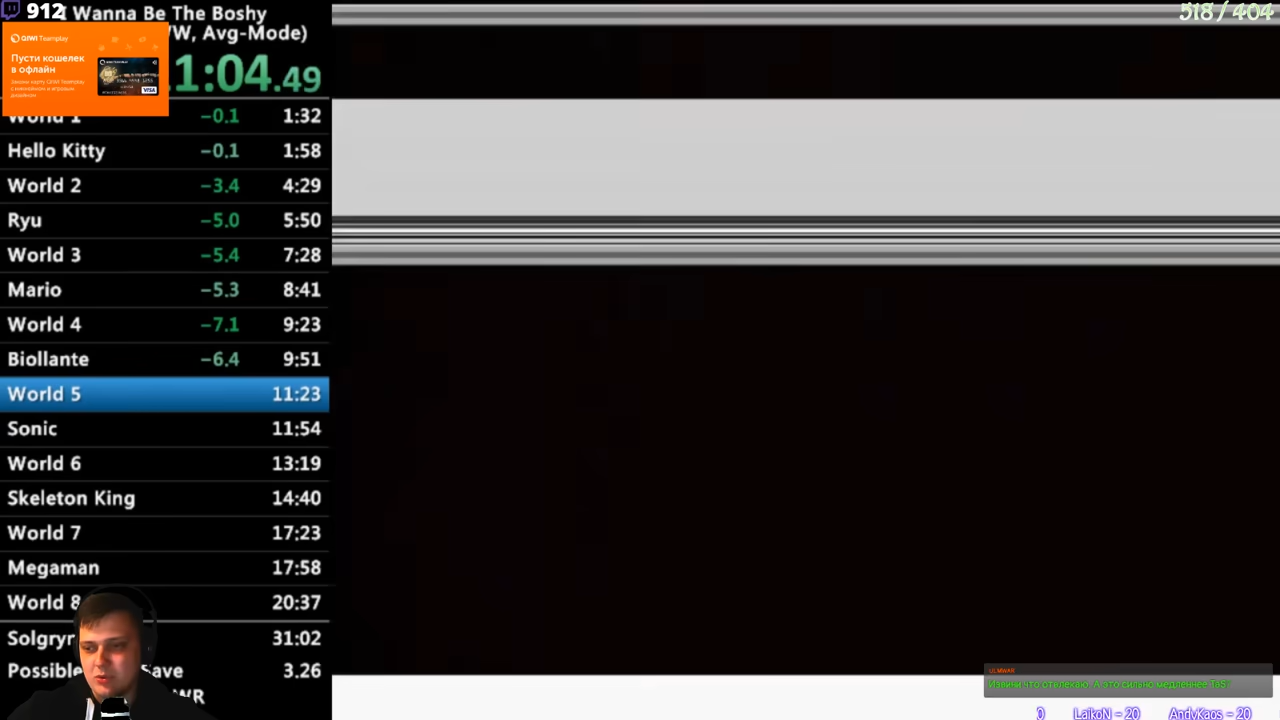 912
I Wanna Be The Boshy
518 / 404
/W, Avg-Mode)
QIWI Teamplay
Пусти кошелек
в офлайн
VISA
1:04.49
World 1 −0.1 1:32
Hello Kitty −0.1 1:58
World 2 −3.4 4:29
Ryu −5.0 5:50
World 3 −5.4 7:28
Mario −5.3 8:41
World 4 −7.1 9:23
Biollante −6.4 9:51
World 5 11:23
Sonic 11:54
World 6 13:19
Skeleton King 14:40
World 7 17:23
Megaman 17:58
World 8 20:37
Solgryn 31:02
Possible Save 3.26
WR
ULMWAR
Извини что отвлекаю. А это сильно медленнее TAS?
0 LaikoN – 20 AndyKaos – 20